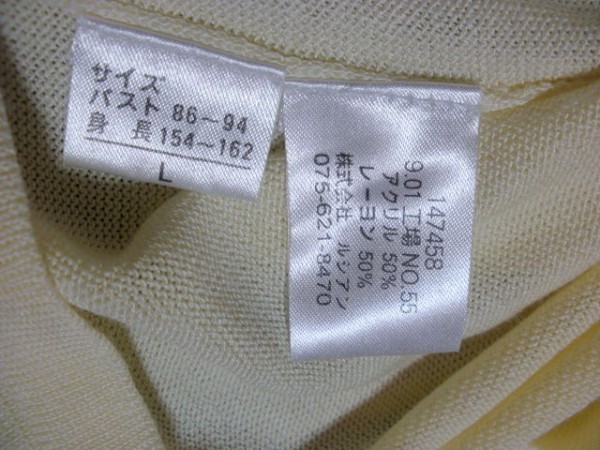 サイズ
バスト 86～94
身長 154～162
L
147458
9.01 工場 NO.55
アクリル 50%
レーヨン 50%
株式会社 ルシアン
075-621-8470